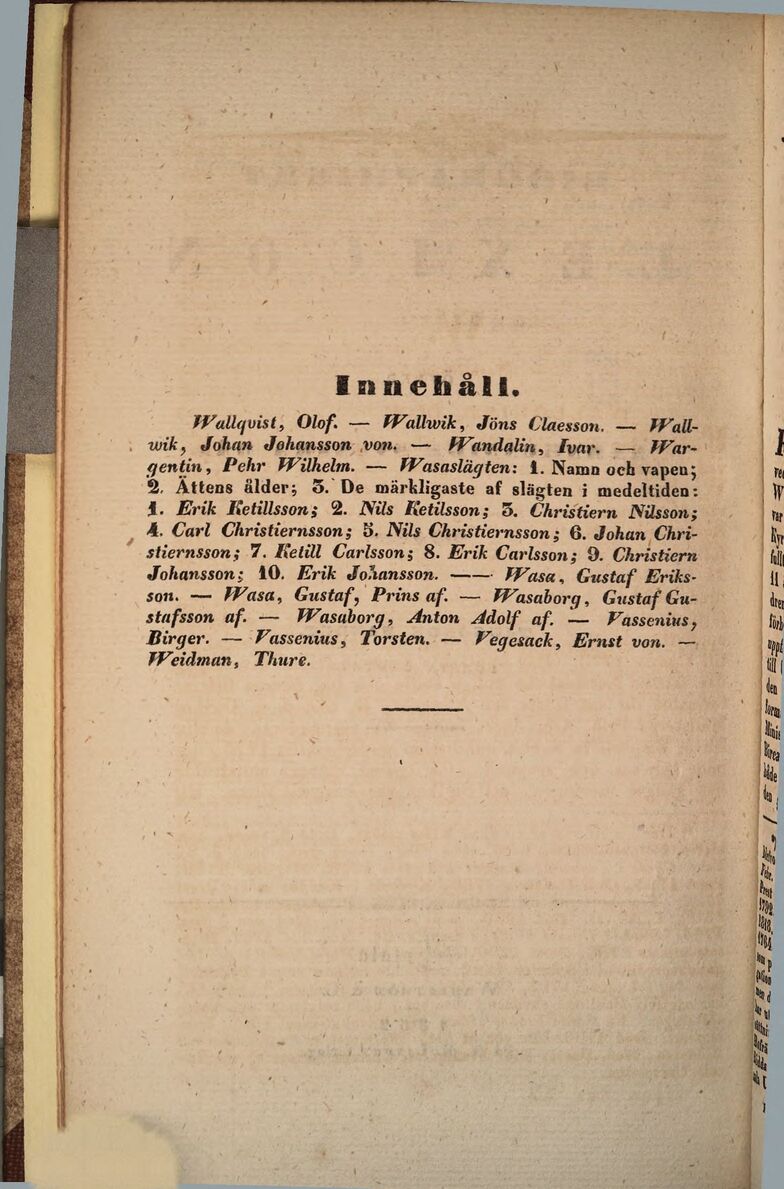 Innehåll.
Wallqvist, Olof. — Wallwik, Jöns Claesson. — Wall-
wik, Johan Johansson von. — Wandalin, Ivar. — War-
gentin, Pehr Wilhelm. — Wasaslägten: 1. Namn och vapen;
2. Ättens ålder; 3. De märkligaste af slägten i medeltiden:
1. Erik Ketillsson; 2. Nils Ketilsson; 3. Christiern Nilsson;
4. Carl Christiernsson; 5. Nils Christiernsson; 6. Johan Chri-
stiernsson; 7. Ketill Carlsson; 8. Erik Carlsson; 9. Christiern
Johansson; 10. Erik Johansson. —— Wasa, Gustaf Eriks-
son. — Wasa, Gustaf, Prins af. — Wasaborg, Gustaf Gu-
stafsson af. — Wasaborg, Anton Adolf af. — Vassenius,
Birger. — Vassenius, Torsten. — Vegesack, Ernst von. —
Weidman, Thure.